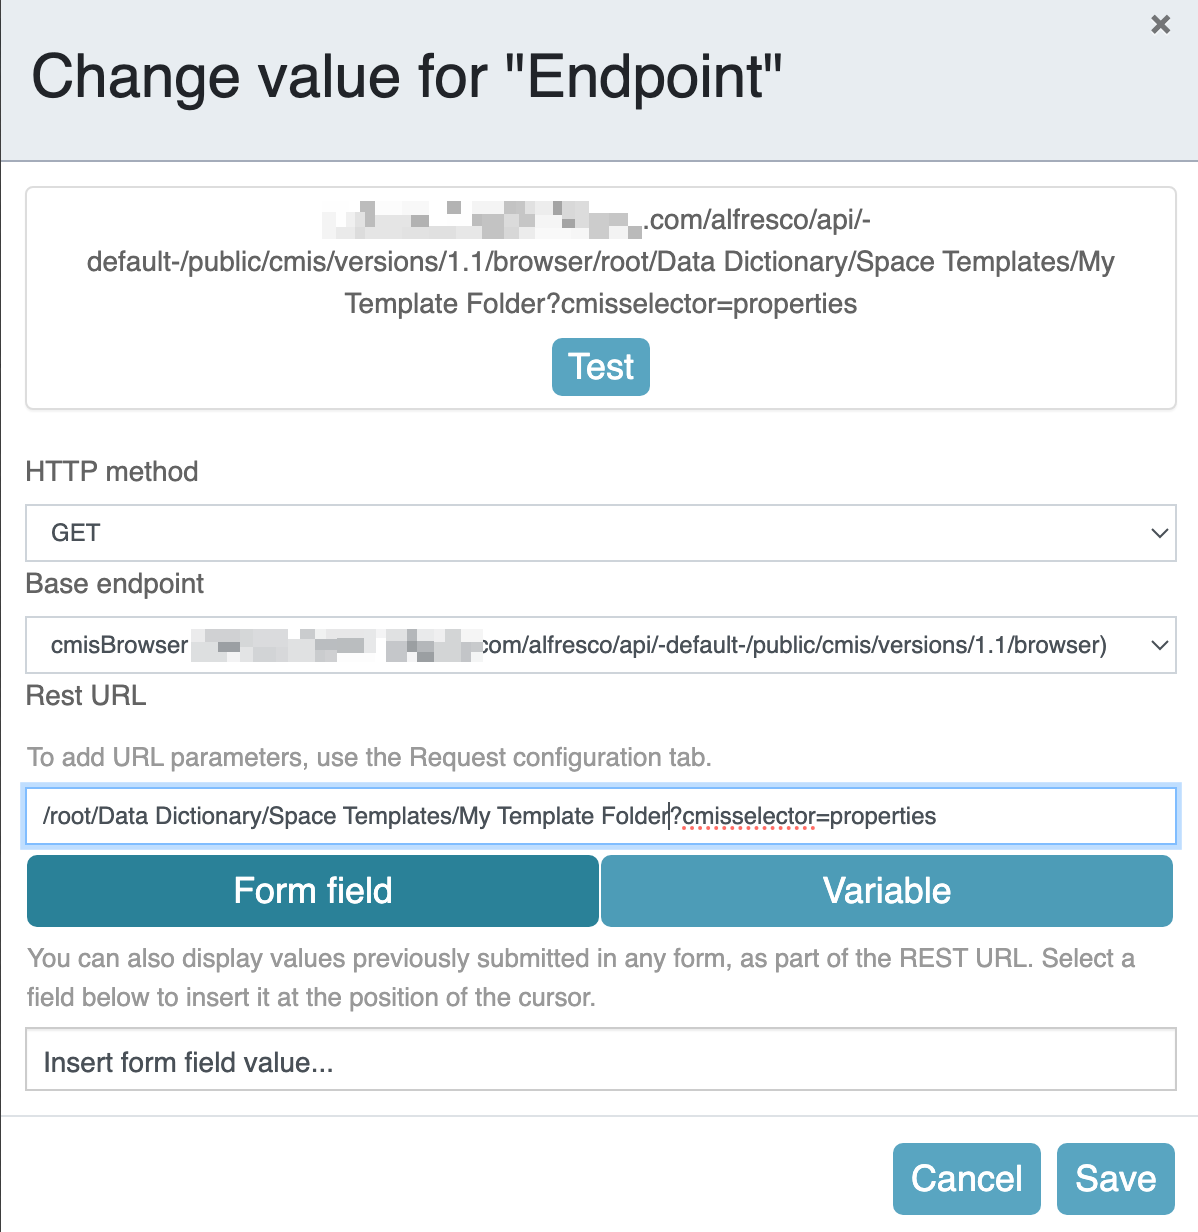 ×
Change value for "Endpoint"
.com/alfresco/api/-
default-/public/cmis/versions/1.1/browser/root/Data Dictionary/Space Templates/My
Template Folder?cmisselector=properties
Test
HTTP method
GET
Base endpoint
cmisBrowser com/alfresco/api/-default-/public/cmis/versions/1.1/browser)
Rest URL
To add URL parameters, use the Request configuration tab.
/root/Data Dictionary/Space Templates/My Template Folder?cmisselector=properties
Form field
Variable
You can also display values previously submitted in any form, as part of the REST URL. Select a
field below to insert it at the position of the cursor.
Insert form field value...
Cancel
Save